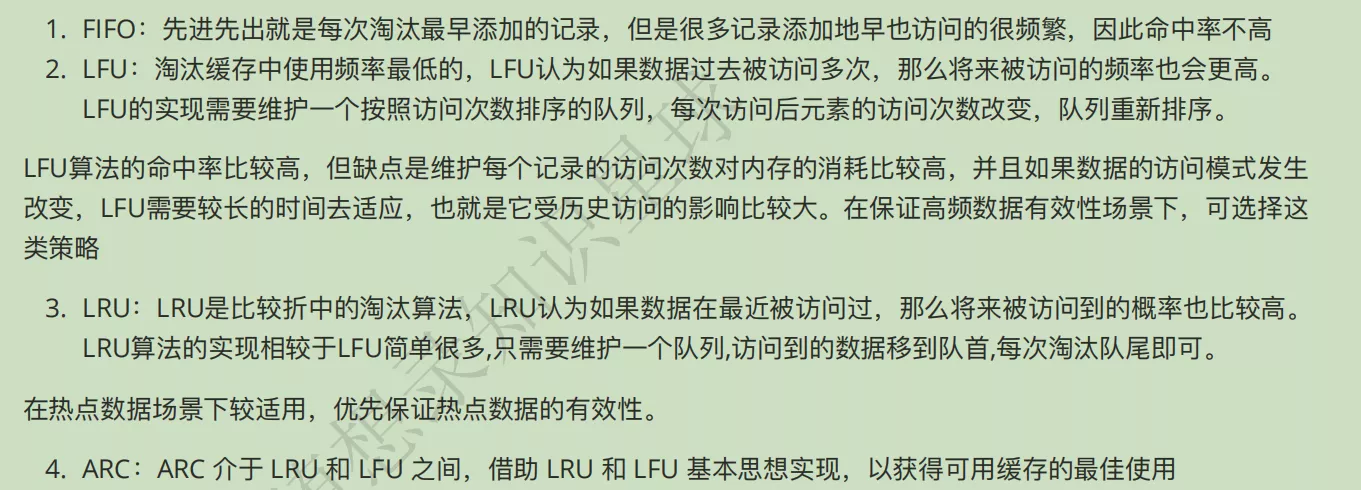 1. FIFO：先进先出就是每次淘汰最早添加的记录，但是很多记录添加地早也访问的很频繁，因此命中率不高
2. LFU：淘汰缓存中使用频率最低的，LFU认为如果数据过去被访问多次，那么将来被访问的频率也会更高。
LFU的实现需要维护一个按照访问次数排序的队列，每次访问后元素的访问次数改变，队列重新排序。
LFU算法的命中率比较高，但缺点是维护每个记录的访问次数对内存的消耗比较高，并且如果数据的访问模式发生
改变，LFU需要较长的时间去适应，也就是它受历史访问的影响比较大。在保证高频数据有效性场景下，可选择这
类策略
3. LRU：LRU是比较折中的淘汰算法，LRU认为如果数据在最近被访问过，那么将来被访问到的概率也比较高。
LRU算法的实现相较于LFU简单很多,只需要维护一个队列,访问到的数据移到队首,每次淘汰队尾即可。
在热点数据场景下较适用，优先保证热点数据的有效性。
4. ARC：ARC 介于 LRU 和 LFU 之间，借助 LRU 和 LFU 基本思想实现，以获得可用缓存的最佳使用
随想录知识星球